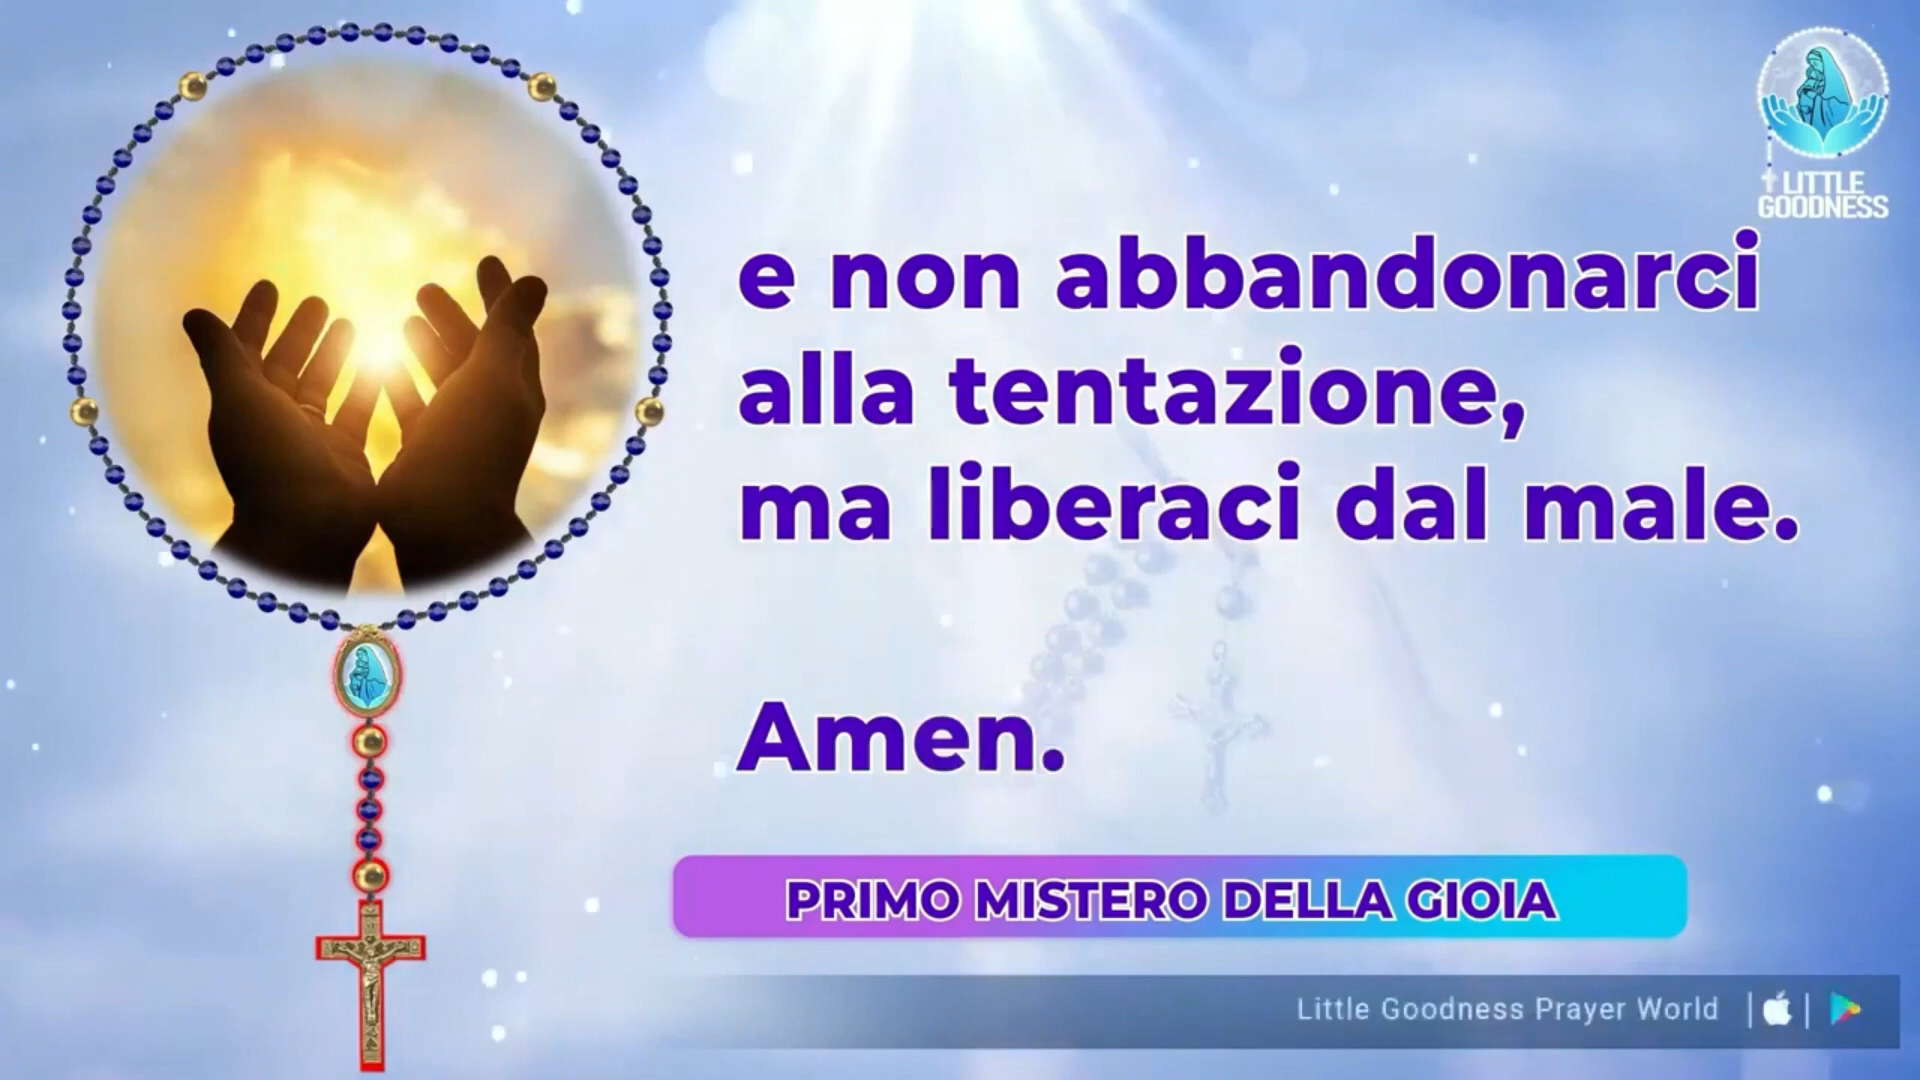 LITTLE
GOODNESS
e non abbandonarci
alla tentazione,
ma liberaci dal male.
Amen.
PRIMO MISTERO DELLA GIOIA
Little Goodness Prayer World